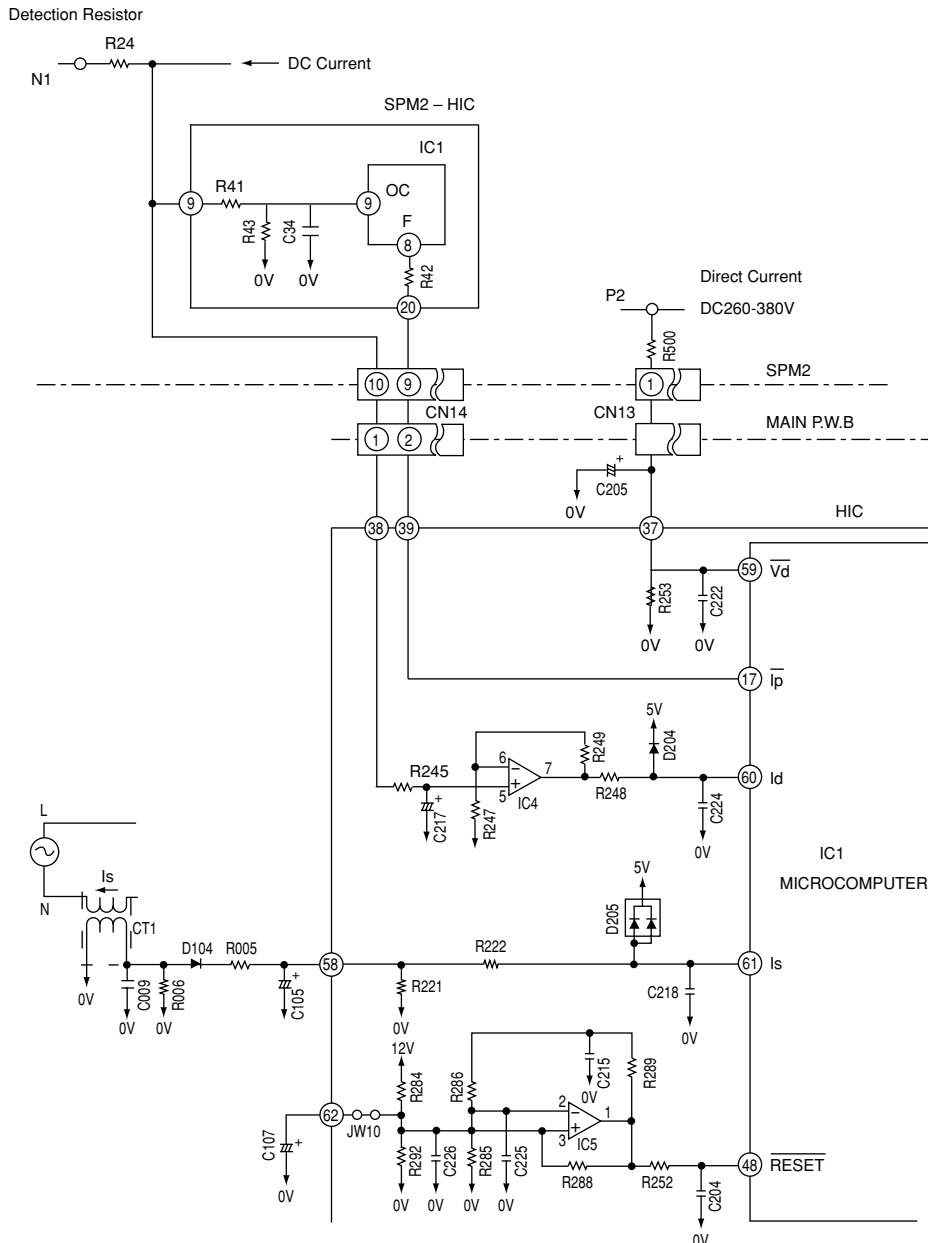 Detection Resistor
R24
N1
DC Current
SPM2 – HIC
IC1
9
R41
9
OC
R43
C34
F
8
0V
0V
R42
20
Direct Current
P2
DC260-380V
R500
10
9
1
SPM2
CN14
CN13
MAIN P.W.B
1
2
+
C205
0V
38
39
37
HIC
59
Vd
R253
C222
0V
0V
17
Ip
5V
R249
D204
6
–
7
R245
+
5
IC4
R248
60
Id
+
C217
R247
C224
0V
L
N
Is
CT1
IC1
MICROCOMPUTER
5V
D205
D104
R005
58
R222
61
Is
C009
R006
+
C105
R221
C218
0V
0V
0V
0V
0V
0V
12V
R284
R286
C215
R289
0V
62
JW10
2
–
1
3
+
IC5
C107
+
R292
C226
R285
C225
R288
R252
48
RESET
C204
0V
0V
0V
0V
0V
0V